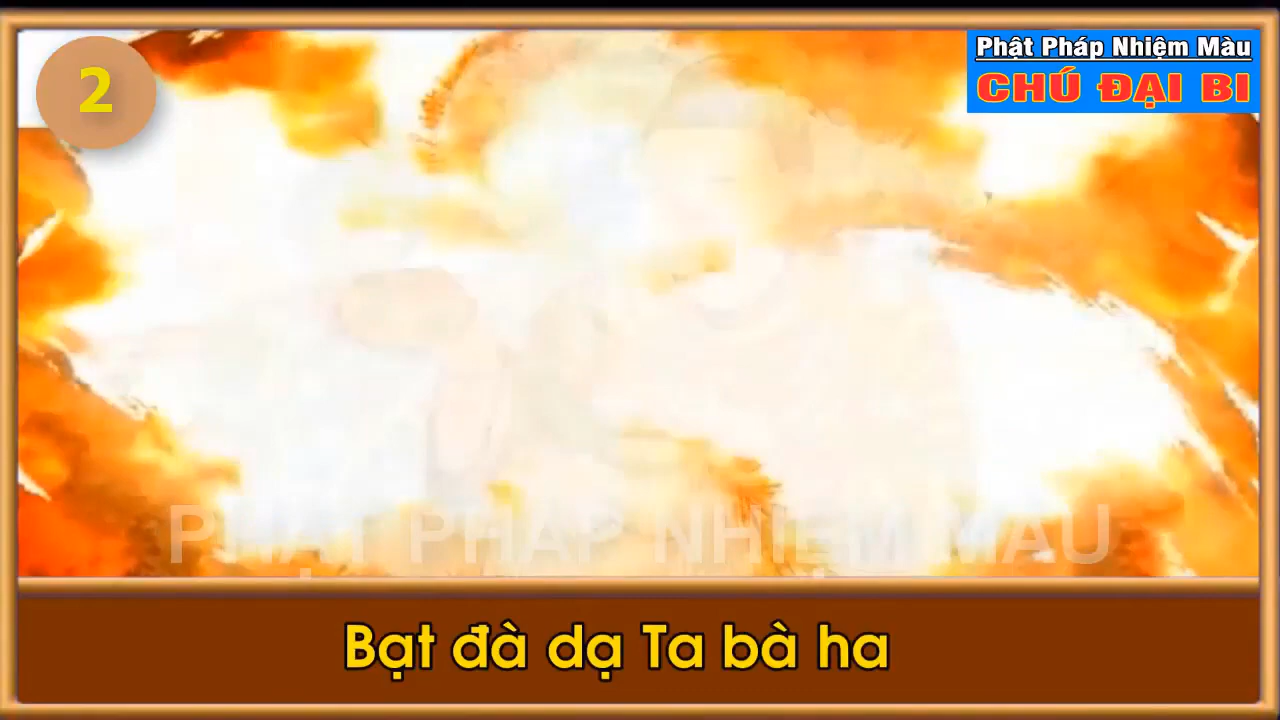 2
Phật Pháp Nhiệm Màu
CHÚ ĐẠI BI
PHẬT PHÁP NHIỆM MÀU
Bạt đà dạ Ta bà ha